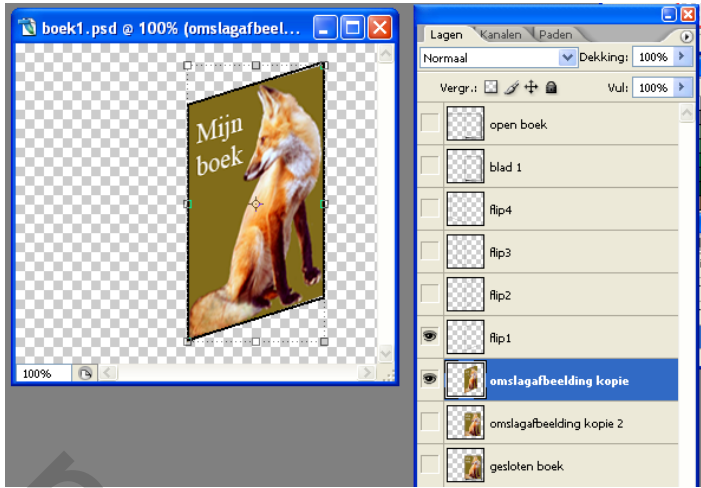 boek1.psd @ 100% (omslagafbeel...
Mijn
boek
100%
Lagen Kanalen Paden
Normaal Dekking: 100%
Vergr.: Vul: 100%
open boek
blad 1
flip4
flip3
flip2
flip1
omslagafbeelding kopie
omslagafbeelding kopie 2
gesloten boek